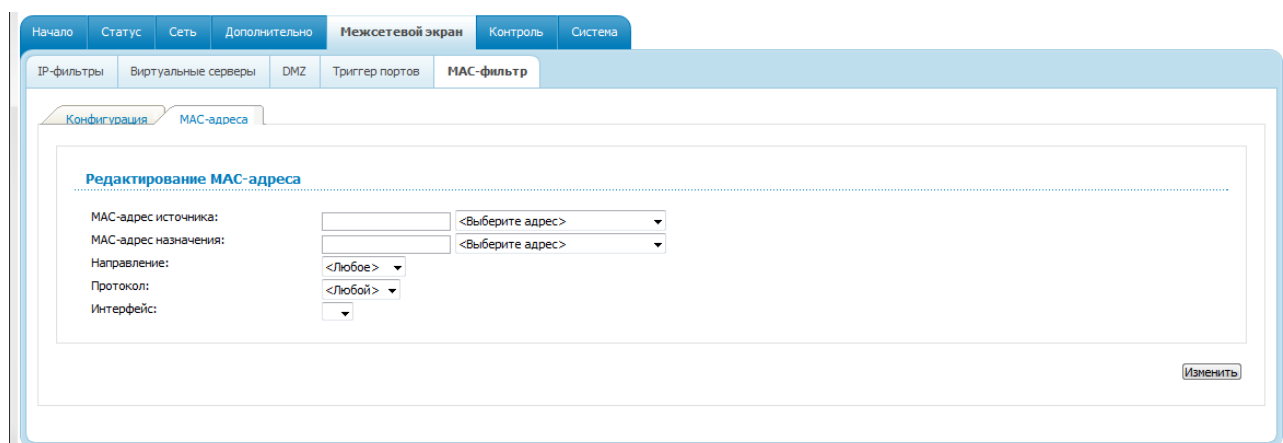 Начало Статус Сеть Дополнительно Межсетевой экран Контроль Система
IP-фильтры Виртуальные серверы DMZ Триггер портов MAC-фильтр
Конфигурация MAC-адреса
Редактирование MAC-адреса
MAC-адрес источника: <Выберите адрес>
MAC-адрес назначения: <Выберите адрес>
Направление: <Любое>
Протокол: <Любой>
Интерфейс:
Изменить